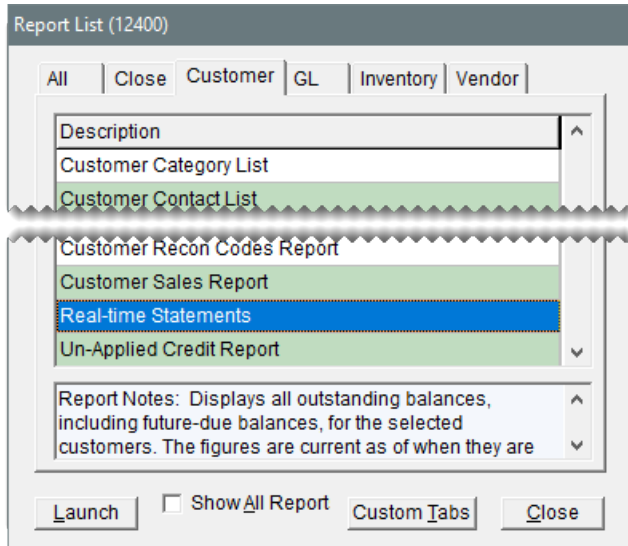 Report List (12400)
All Close Customer GL Inventory Vendor
Description
Customer Category List
Customer Contact List
Customer Recon Codes Report
Customer Sales Report
Real-time Statements
Un-Applied Credit Report
Report Notes: Displays all outstanding balances,
including future-due balances, for the selected
customers. The figures are current as of when they are
Launch Show All Report Custom Tabs Close